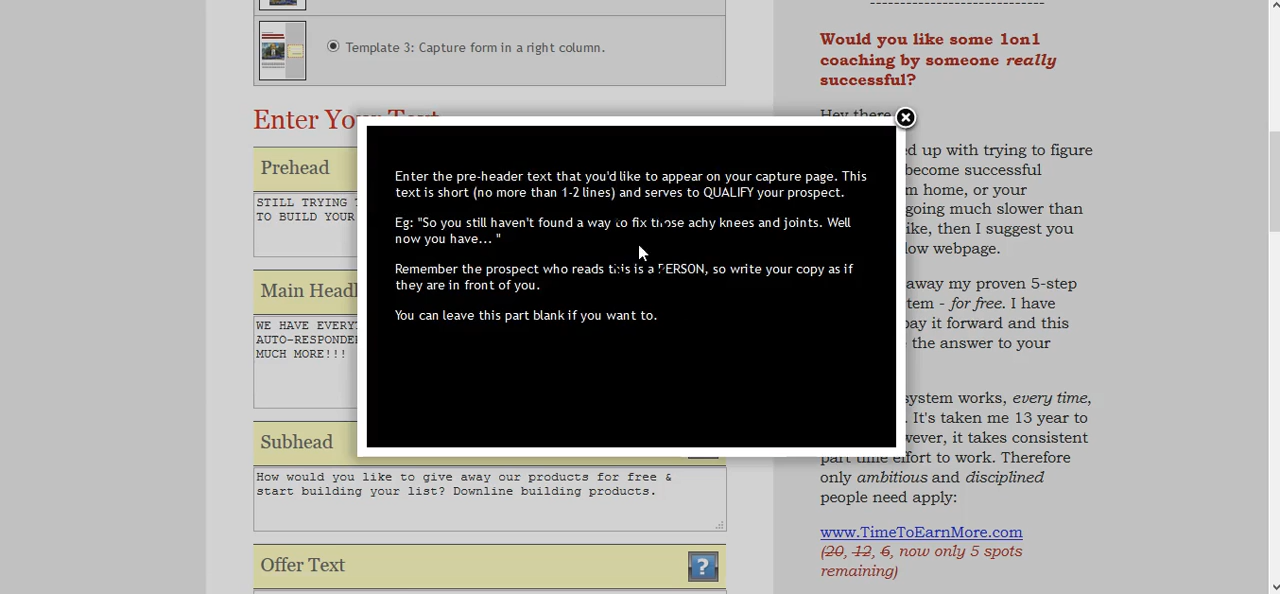 Template 3: Capture form in a right column.
Enter Your Text
Prehead
STILL TRYING
TO BUILD YOUR
Main Headl
WE HAVE EVERY
AUTO-RESPONDE
MUCH MORE!!!
Subhead
How would you like to give away our products for free &
start building your list? Downline building products.
Offer Text
?
Enter the pre-header text that you'd like to appear on your capture page. This
text is short (no more than 1-2 lines) and serves to QUALIFY your prospect.
Eg: "So you still haven't found a way to fix those achy knees and joints. Well
now you have... "
Remember the prospect who reads this is a PERSON, so write your copy as if
they are in front of you.
You can leave this part blank if you want to.
Would you like some 1on1
coaching by someone really
successful?
Hey there
ed up with trying to figure
become successful
m home, or your
going much slower than
ike, then I suggest you
low webpage.
away my proven 5-step
tem - for free. I have
pay it forward and this
the answer to your
system works, every time,
. It's taken me 13 year to
wever, it takes consistent
part time effort to work. Therefore
only ambitious and disciplined
people need apply:
www.TimeToEarnMore.com
(20, 12, 6, now only 5 spots
remaining)